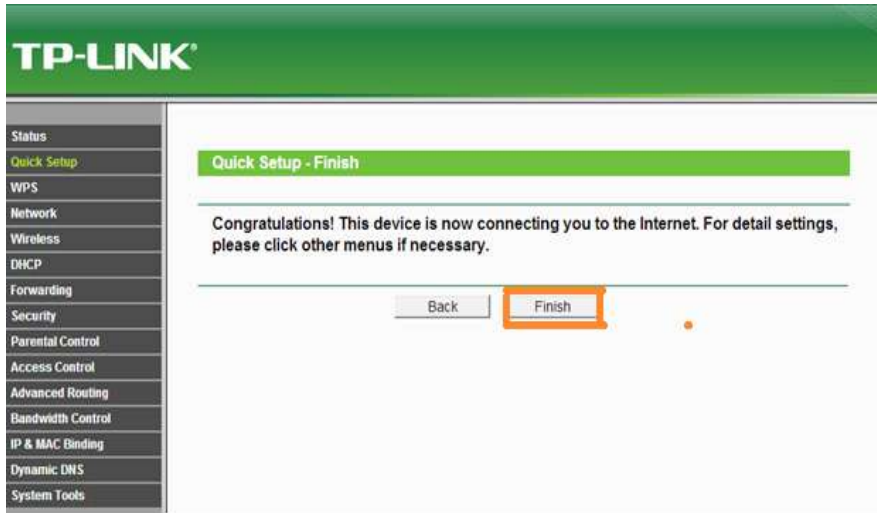 TP-LINK®
Status
Quick Setup
WPS
Network
Wireless
DHCP
Forwarding
Security
Parental Control
Access Control
Advanced Routing
Bandwidth Control
IP & MAC Binding
Dynamic DNS
System Tools
Quick Setup - Finish
Congratulations! This device is now connecting you to the Internet. For detail settings,
please click other menus if necessary.
Back
Finish